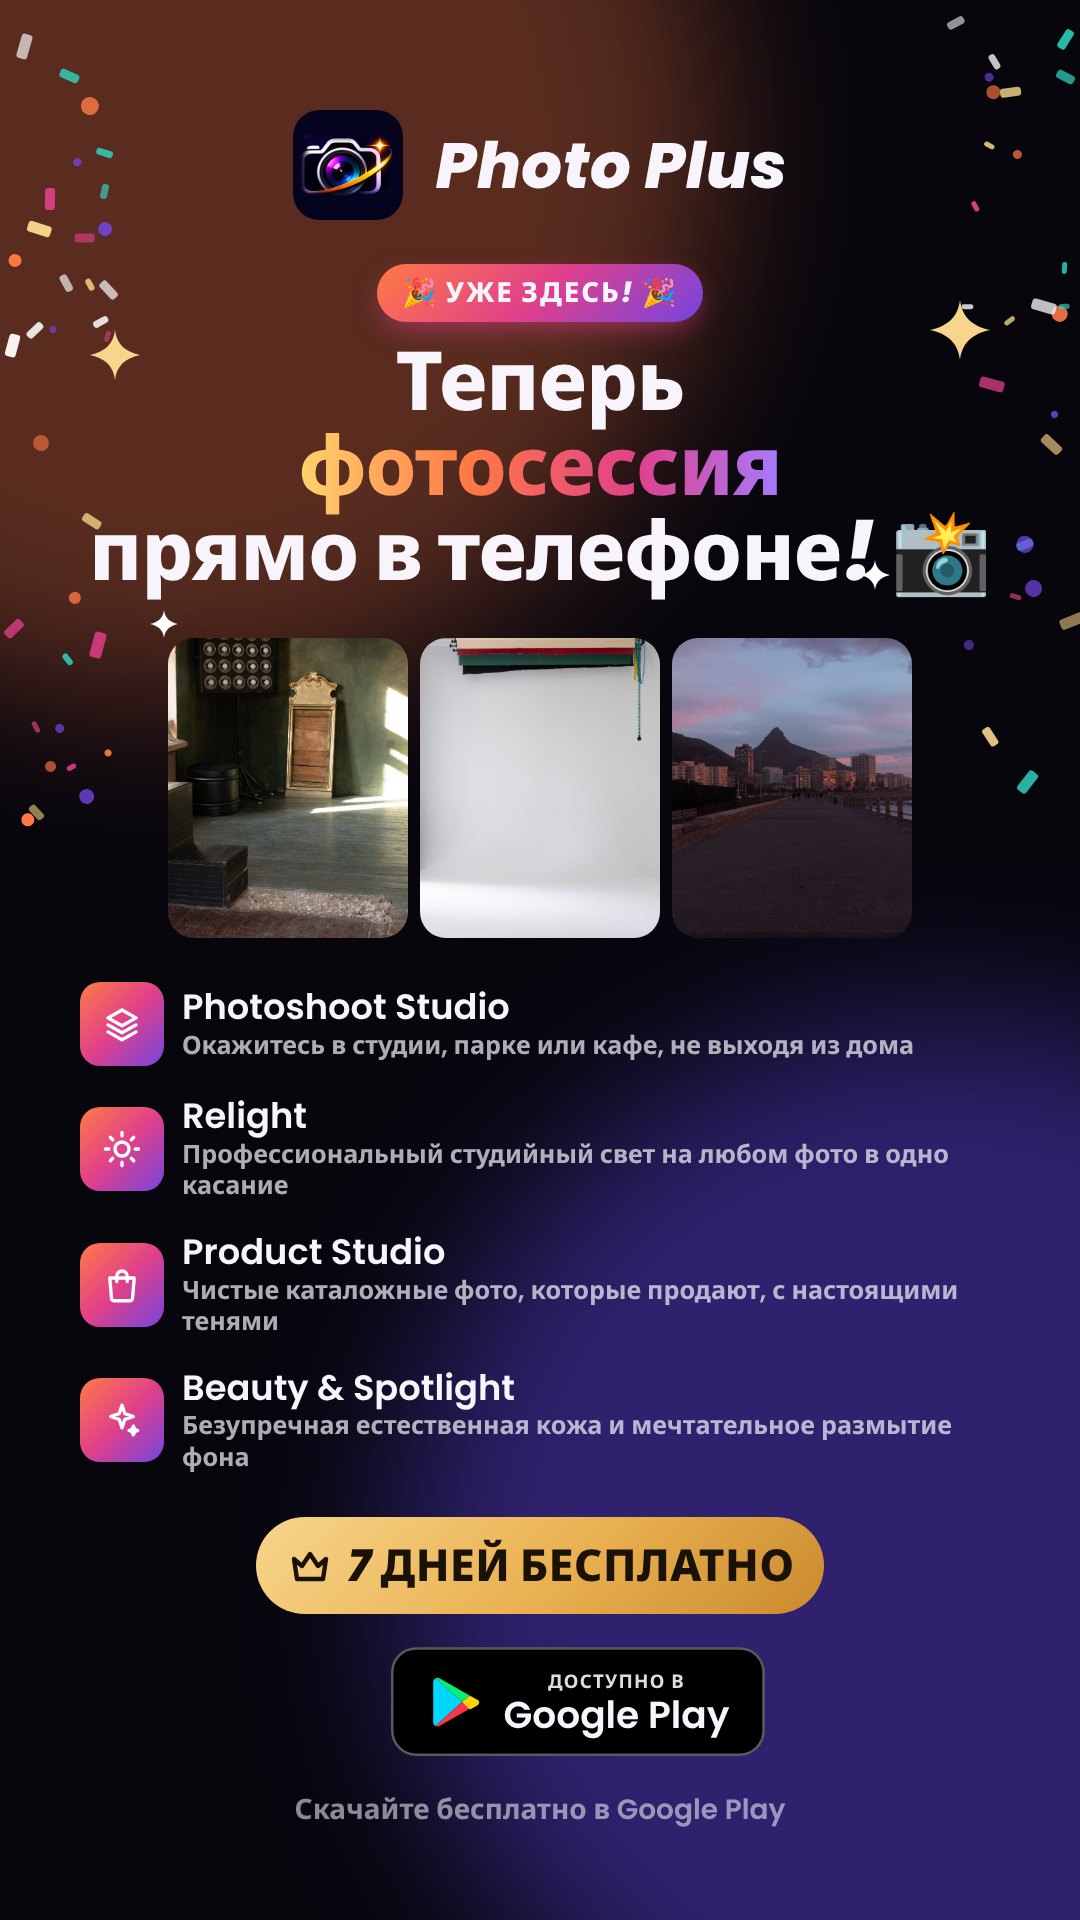 Photo Plus
🎉 УЖЕ ЗДЕСЬ! 🎉
Теперь
фотосессия
прямо в телефоне! 📸
Photoshoot Studio
Окажитесь в студии, парке или кафе, не выходя из дома
Relight
Профессиональный студийный свет на любом фото в одно
касание
Product Studio
Чистые каталожные фото, которые продают, с настоящими
тенями
Beauty & Spotlight
Безупречная естественная кожа и мечтательное размытие
фона
7 ДНЕЙ БЕСПЛАТНО
ДОСТУПНО В
Google Play
Скачайте бесплатно в Google Play